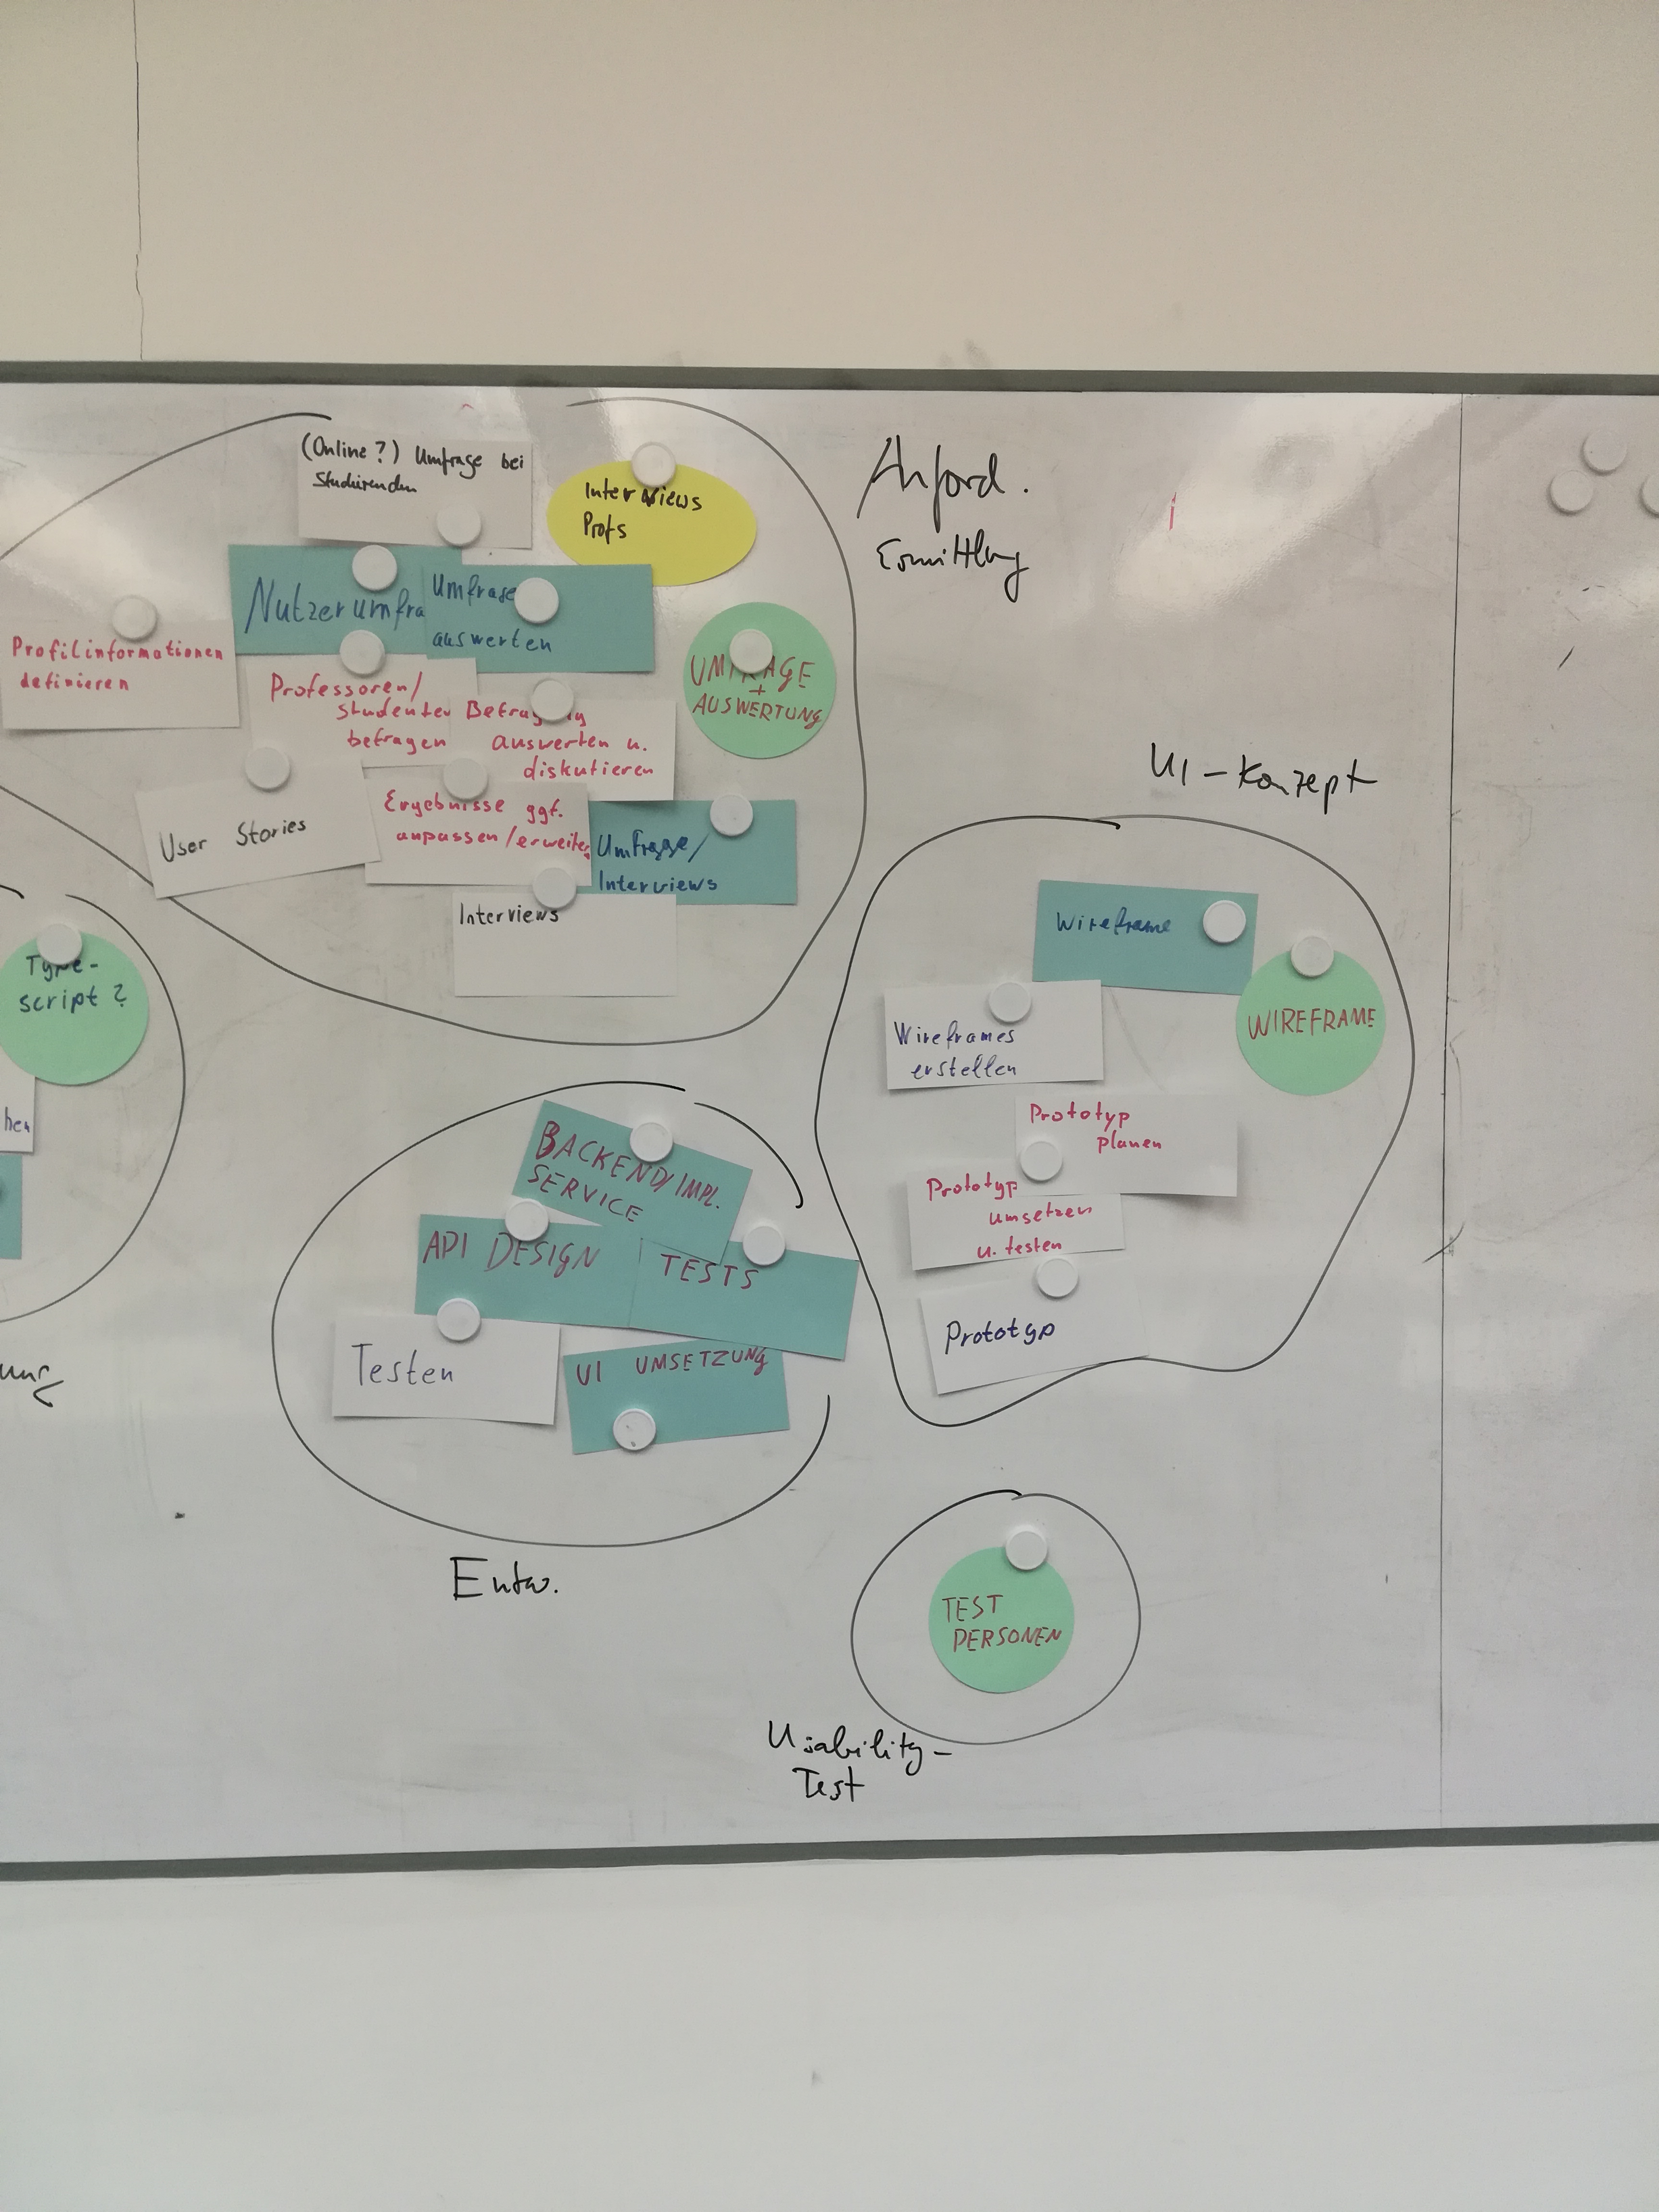 (Online?) Umfrage bei
Studierenden
Interviews
Profs
Anford.
Ermittlung
Nutzerumfra
Umfrage
auswerten
Profilinformationen
definieren
UMFRAGE
+
AUSWERTUNG
Professoren/
Studenten
befragen
Befragung
auswerten u.
diskutieren
User Stories
Ergebnisse ggf.
anpassen/erweitern
Umfrage/
Interviews
Interviews
UI-Konzept
Type-
script?
hen
Wireframe
WIREFRAME
Wireframes
erstellen
Prototyp
planen
Prototyp
umsetzen
u. testen
Prototyp
BACKEND/IMPL.
SERVICE
API DESIGN
TESTS
Testen
UI UMSETZUNG
Entw.
TEST
PERSONEN
Usability-
Test